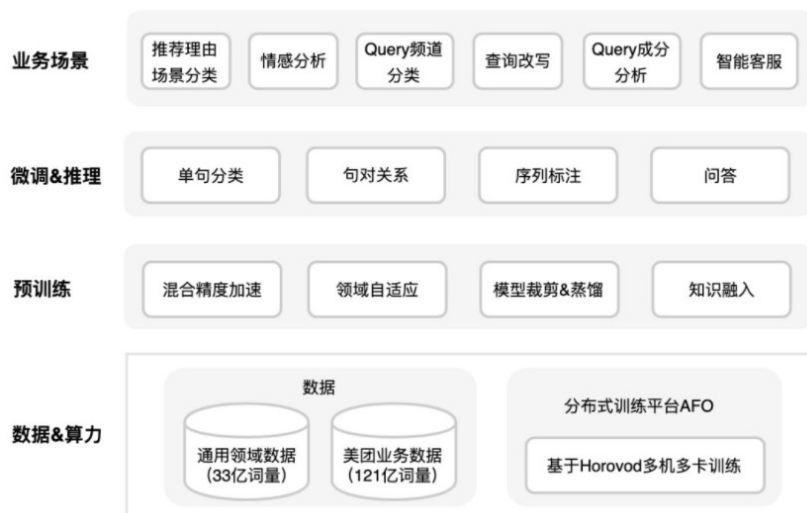 业务场景
推荐理由
场景分类
情感分析
Query频道
分类
查询改写
Query成分
分析
智能客服
微调&推理
单句分类
句对关系
序列标注
问答
预训练
混合精度加速
领域自适应
模型裁剪&蒸馏
知识融入
数据&算力
数据
通用领域数据
(33亿词量)
美团业务数据
(121亿词量)
分布式训练平台AFO
基于Horovod多机多卡训练